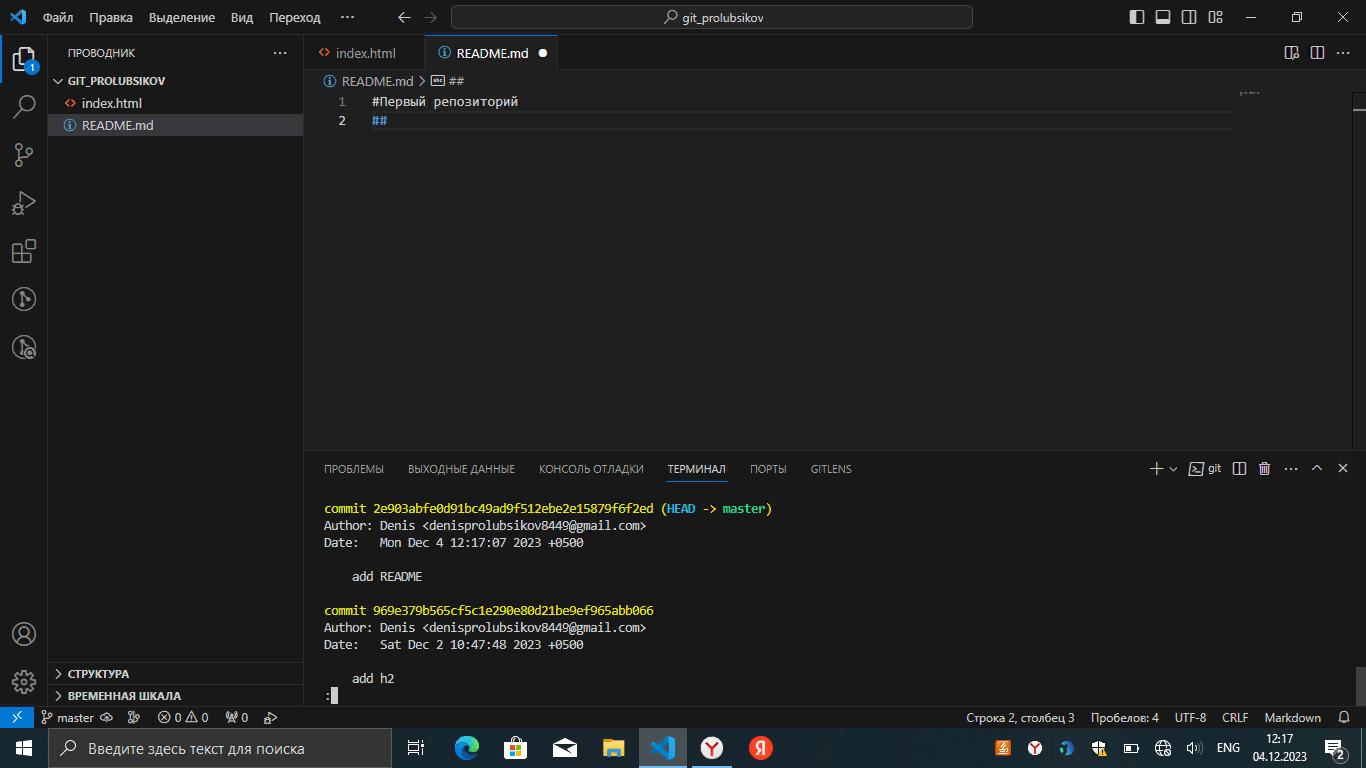 Файл Правка Выделение Вид Переход ··· git_prolubsikov
ПРОВОДНИК
GIT_PROLUBSIKOV
index.html
README.md
СТРУКТУРА
ВРЕМЕННАЯ ШКАЛА
index.html README.md
README.md > ##
1 #Первый репозиторий
2 ##
ПРОБЛЕМЫ ВЫХОДНЫЕ ДАННЫЕ КОНСОЛЬ ОТЛАДКИ ТЕРМИНАЛ ПОРТЫ GITLENS git
commit 2e903abfe0d91bc49ad9f512ebe2e15879f6f2ed (HEAD -> master)
Author: Denis <denisprolubsikov8449@gmail.com>
Date:   Mon Dec 4 12:17:07 2023 +0500
add README
commit 969e379b565cf5c1e290e80d21be9ef965abb066
Author: Denis <denisprolubsikov8449@gmail.com>
Date:   Sat Dec 2 10:47:48 2023 +0500
add h2
:
master 0 0 0 Строка 2, столбец 3 Пробелов: 4 UTF-8 CRLF Markdown
Введите здесь текст для поиска
ENG 12:17
04.12.2023
1
2